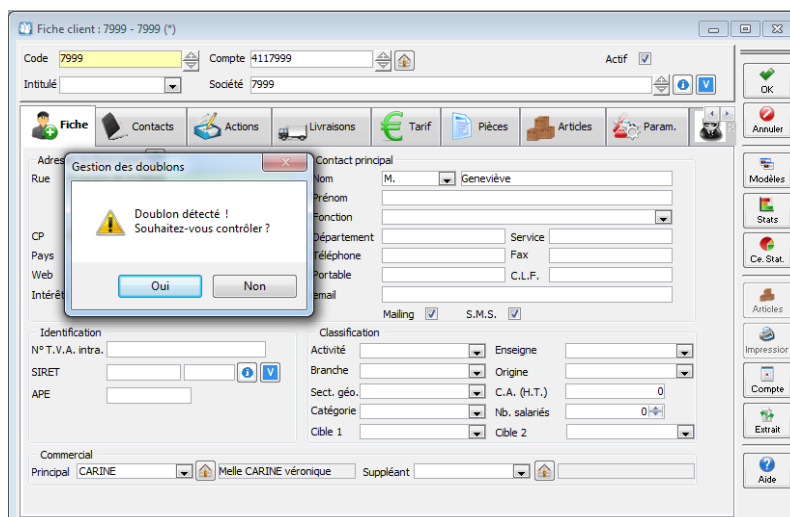 Fiche client : 7999 - 7999 (*)
Code 7999 Compte 4117999 Actif
Intitulé Société 7999
OK
Fiche Contacts Actions Livraisons Tarif Pièces Articles Param.
Annuler
Gestion des doublons
Doublon détecté !
Souhaitez-vous contrôler ?
Oui Non
Rue
CP
Pays
Web
Contact principal
Nom M. Geneviève
Prénom
Fonction
Département Service
Téléphone Fax
Portable C.L.F.
email
Mailing S.M.S.
Identification
N° T.V.A. intra.
SIRET
APE
Classification
Activité Enseigne
Branche Origine
Sect. géo. C.A. (H.T.) 0
Catégorie Nb. salariés 0
Cible 1 Cible 2
Commercial
Principal CARINE Melle CARINE véronique Suppléant
Modèles
Stats
Ce. Stat.
Articles
Impression
Compte
Extrait
Aide